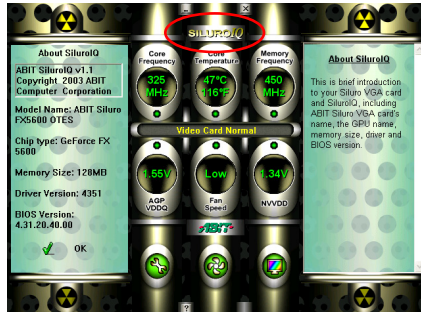 SILUROIQ
About SiluroIQ
ABIT SiluroIQ v1.1
Copyright 2003 ABIT
Computer Corporation
Model Name: ABIT Siluro
FX5600 OTES
Chip type: GeForce FX
5600
Memory Size: 128MB
Driver Version: 4351
BIOS Version:
4.31.20.40.00
OK
Core
Frequency
325
MHz
Core
Temperature
47°C
116°F
Memory
Frequency
450
MHz
Video Card Normal
1.55V
AGP
VDDQ
Low
Fan
Speed
1.34V
NVVDD
ABIT
?
About SiluroIQ
This is brief introduction
to your Siluro VGA card
and SiluroIQ, including
ABIT Siluro VGA card's
name, the GPU name,
memory size, driver and
BIOS version.